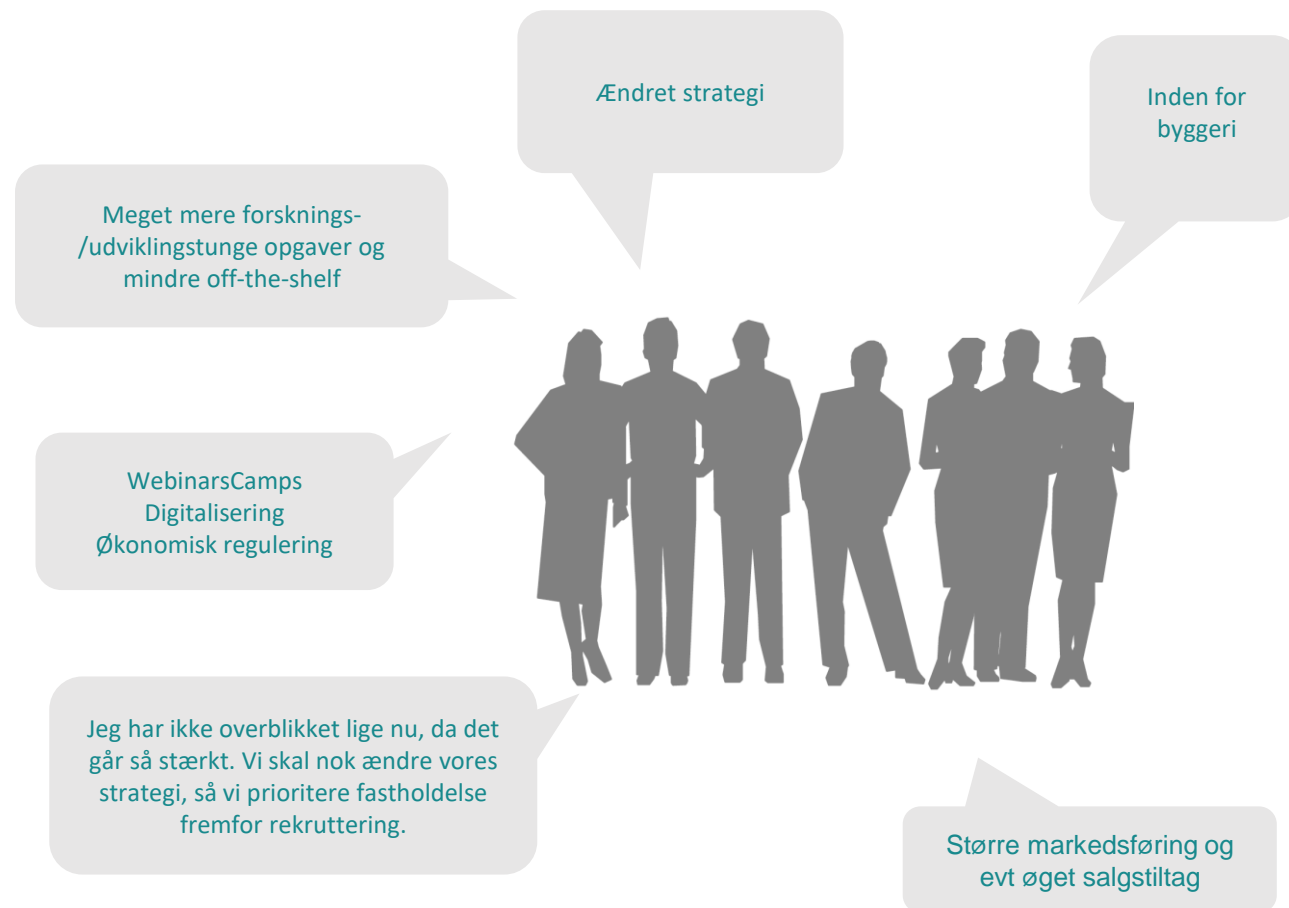 Ændret strategi
Inden for
byggeri
Meget mere forsknings-
/udviklingstunge opgaver og
mindre off-the-shelf
WebinarsCamps
Digitalisering
Økonomisk regulering
Jeg har ikke overblikket lige nu, da det
går så stærkt. Vi skal nok ændre vores
strategi, så vi prioritere fastholdelse
fremfor rekruttering.
Større markedsføring og
evt øget salgstiltag